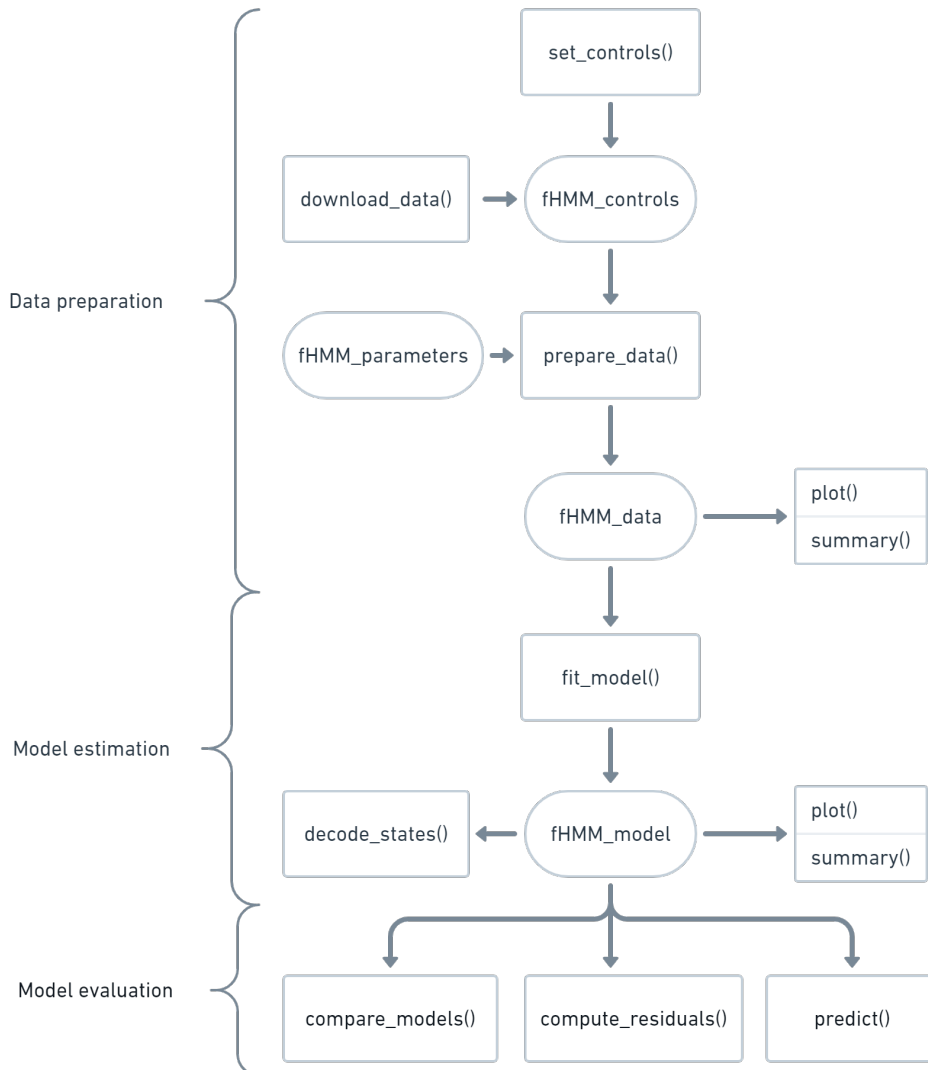 set_controls()
download_data()
fHMM_controls
Data preparation
fHMM_parameters
prepare_data()
fHMM_data
plot()
summary()
fit_model()
Model estimation
decode_states()
fHMM_model
plot()
summary()
Model evaluation
compare_models()
compute_residuals()
predict()